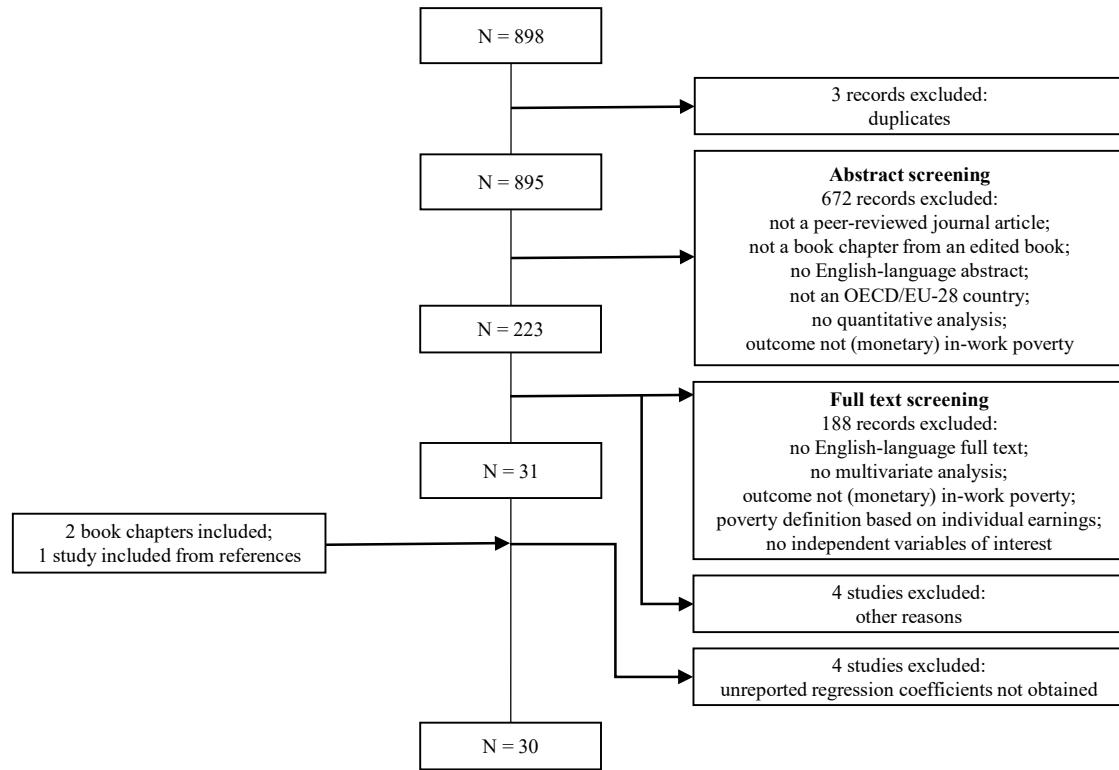 N = 898
3 records excluded:
duplicates
N = 895
Abstract screening
672 records excluded:
not a peer-reviewed journal article;
not a book chapter from an edited book;
no English-language abstract;
not an OECD/EU-28 country;
no quantitative analysis;
outcome not (monetary) in-work poverty
N = 223
Full text screening
188 records excluded:
no English-language full text;
no multivariate analysis;
outcome not (monetary) in-work poverty;
poverty definition based on individual earnings;
no independent variables of interest
N = 31
2 book chapters included;
1 study included from references
4 studies excluded:
other reasons
4 studies excluded:
unreported regression coefficients not obtained
N = 30